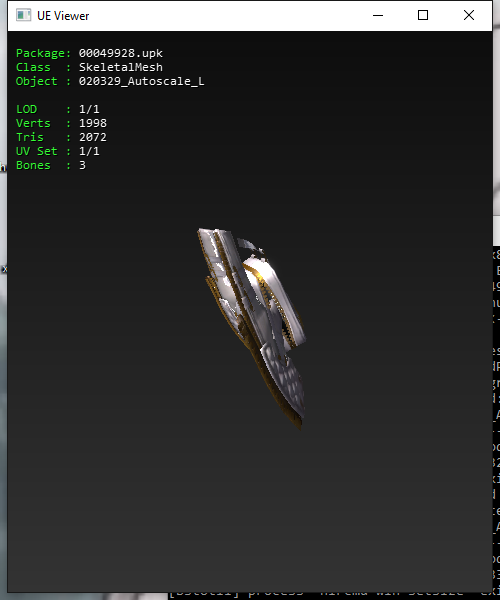 UE Viewer
Package: 00049928.upk
Class : SkeletalMesh
Object : 020329_Autoscale_L
LOD : 1/1
Verts : 1998
Tris : 2072
UV Set : 1/1
Bones : 3